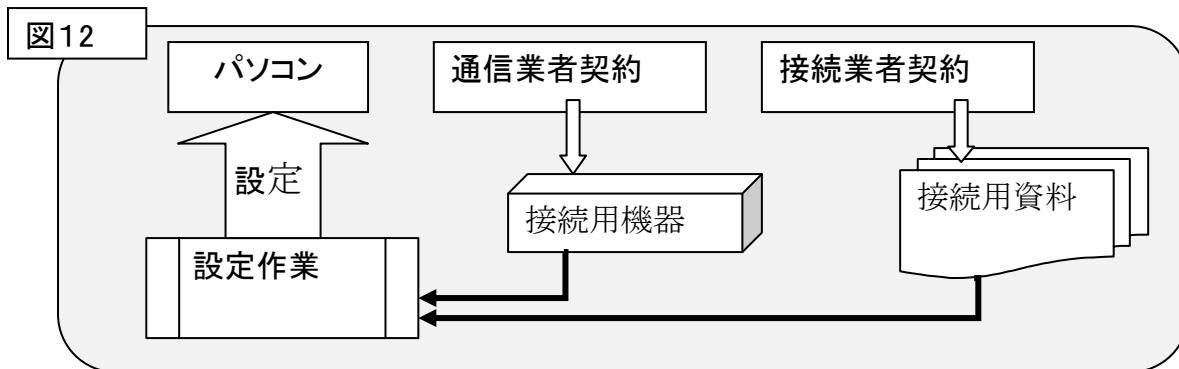 図12
パソコン
通信業者契約
接続業者契約
設定
接続用機器
接続用資料
設定作業